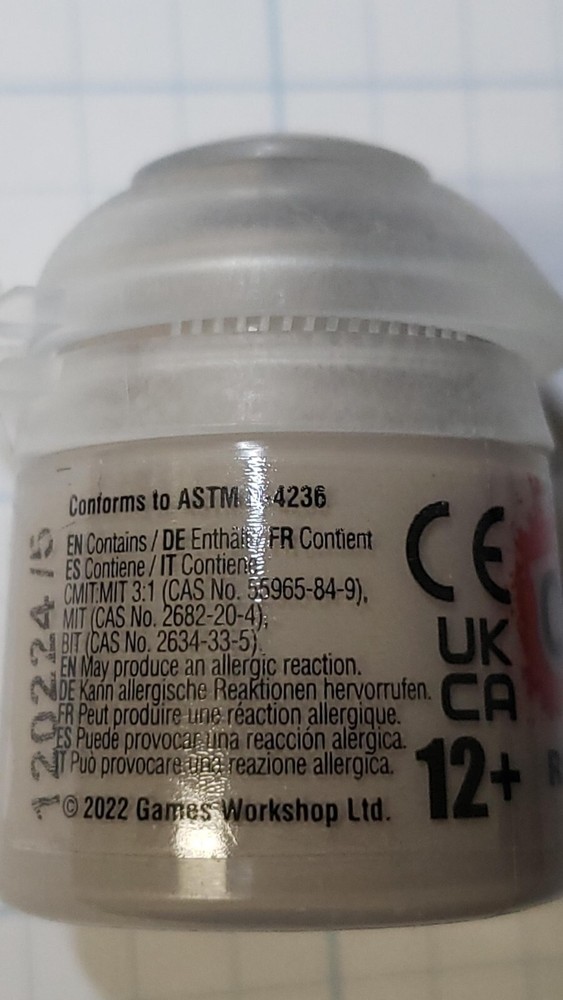 Conforms to ASTM -4236
EN Contains / DE Enthält / FR Contient
ES Contiene / IT Contiene
CMIT:MIT 3:1 (CAS No. 55965-84-9),
MIT (CAS No. 2682-20-4),
BIT (CAS No. 2634-33-5).
EN May produce an allergic reaction.
DE Kann allergische Reaktionen hervorrufen.
FR Peut produire une réaction allergique.
ES Puede provocar una reacción alérgica.
IT Può provocare una reazione allergica.
© 2022 Games Workshop Ltd.
CE
UK
CA
12+